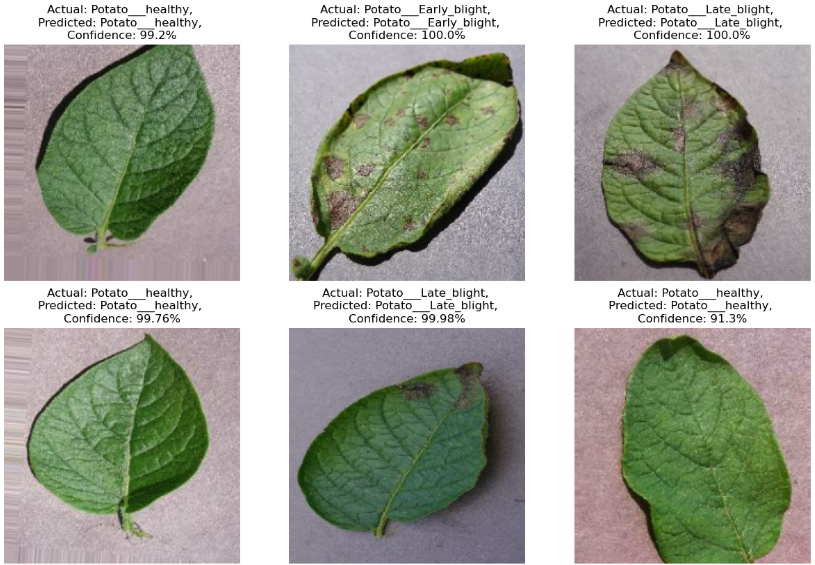 Actual: Potato___healthy,
Predicted: Potato___healthy,
Confidence: 99.2%
Actual: Potato___Early_blight,
Predicted: Potato___Early_blight,
Confidence: 100.0%
Actual: Potato___Late_blight,
Predicted: Potato___Late_blight,
Confidence: 100.0%
Actual: Potato___healthy,
Predicted: Potato___healthy,
Confidence: 99.76%
Actual: Potato___Late_blight,
Predicted: Potato___Late_blight,
Confidence: 99.98%
Actual: Potato___healthy,
Predicted: Potato___healthy,
Confidence: 91.3%